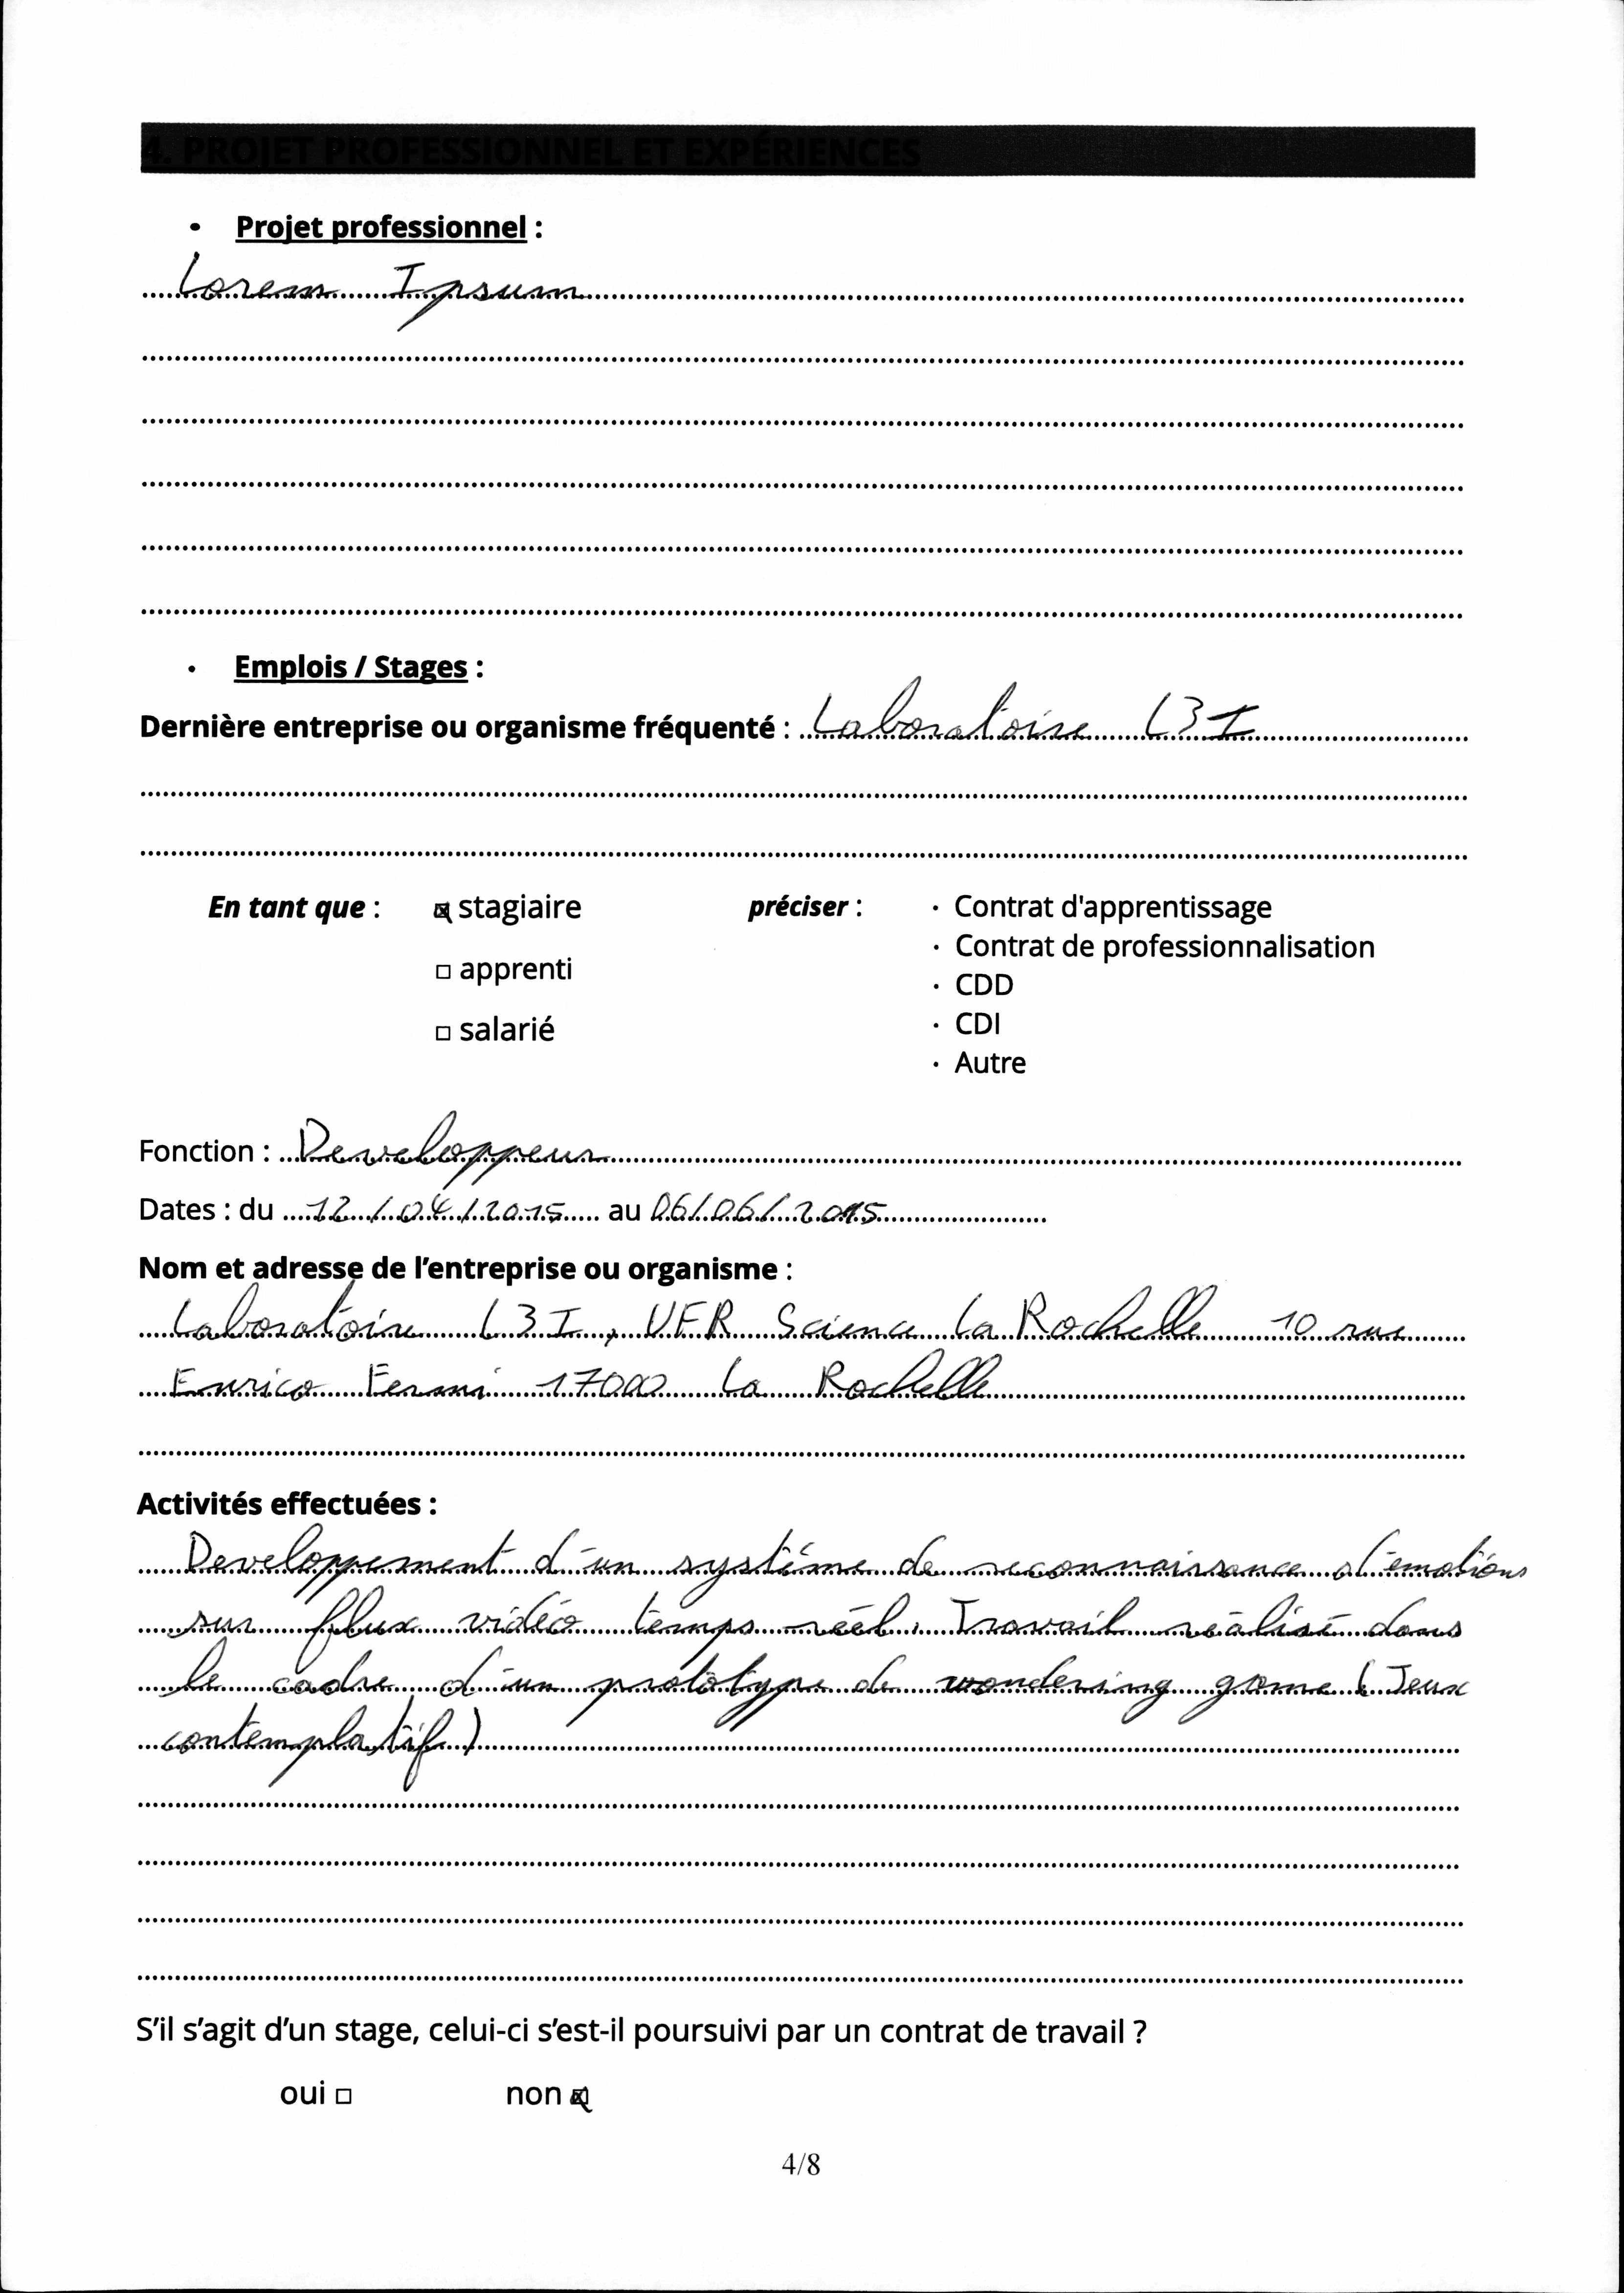 4. PROJET PROFESSIONNEL ET EXPÉRIENCES
• Projet professionnel :
Lorem Ipsum
• Emplois / Stages :
Dernière entreprise ou organisme fréquenté : Laboratoire L3I
En tant que : ☒ stagiaire préciser : · Contrat d'apprentissage
· Contrat de professionnalisation
☐ apprenti
· CDD
☐ salarié · CDI
· Autre
Fonction : Developpeur
Dates : du 12/04/2015 au 06/06/2015
Nom et adresse de l'entreprise ou organisme :
Laboratoire L3I, UFR Science La Rochelle 10 rue
Enrico Fermi 17000 La Rochelle
Activités effectuées :
Developpement d'un système de reconnaissance d'emotions
sur flux vidéo temps réél. Travail réalisé dans
le cadre d'un prototype de wondering game (Jeux
contemplatif)
S'il s'agit d'un stage, celui-ci s'est-il poursuivi par un contrat de travail ?
oui ☐ non ☒
4/8